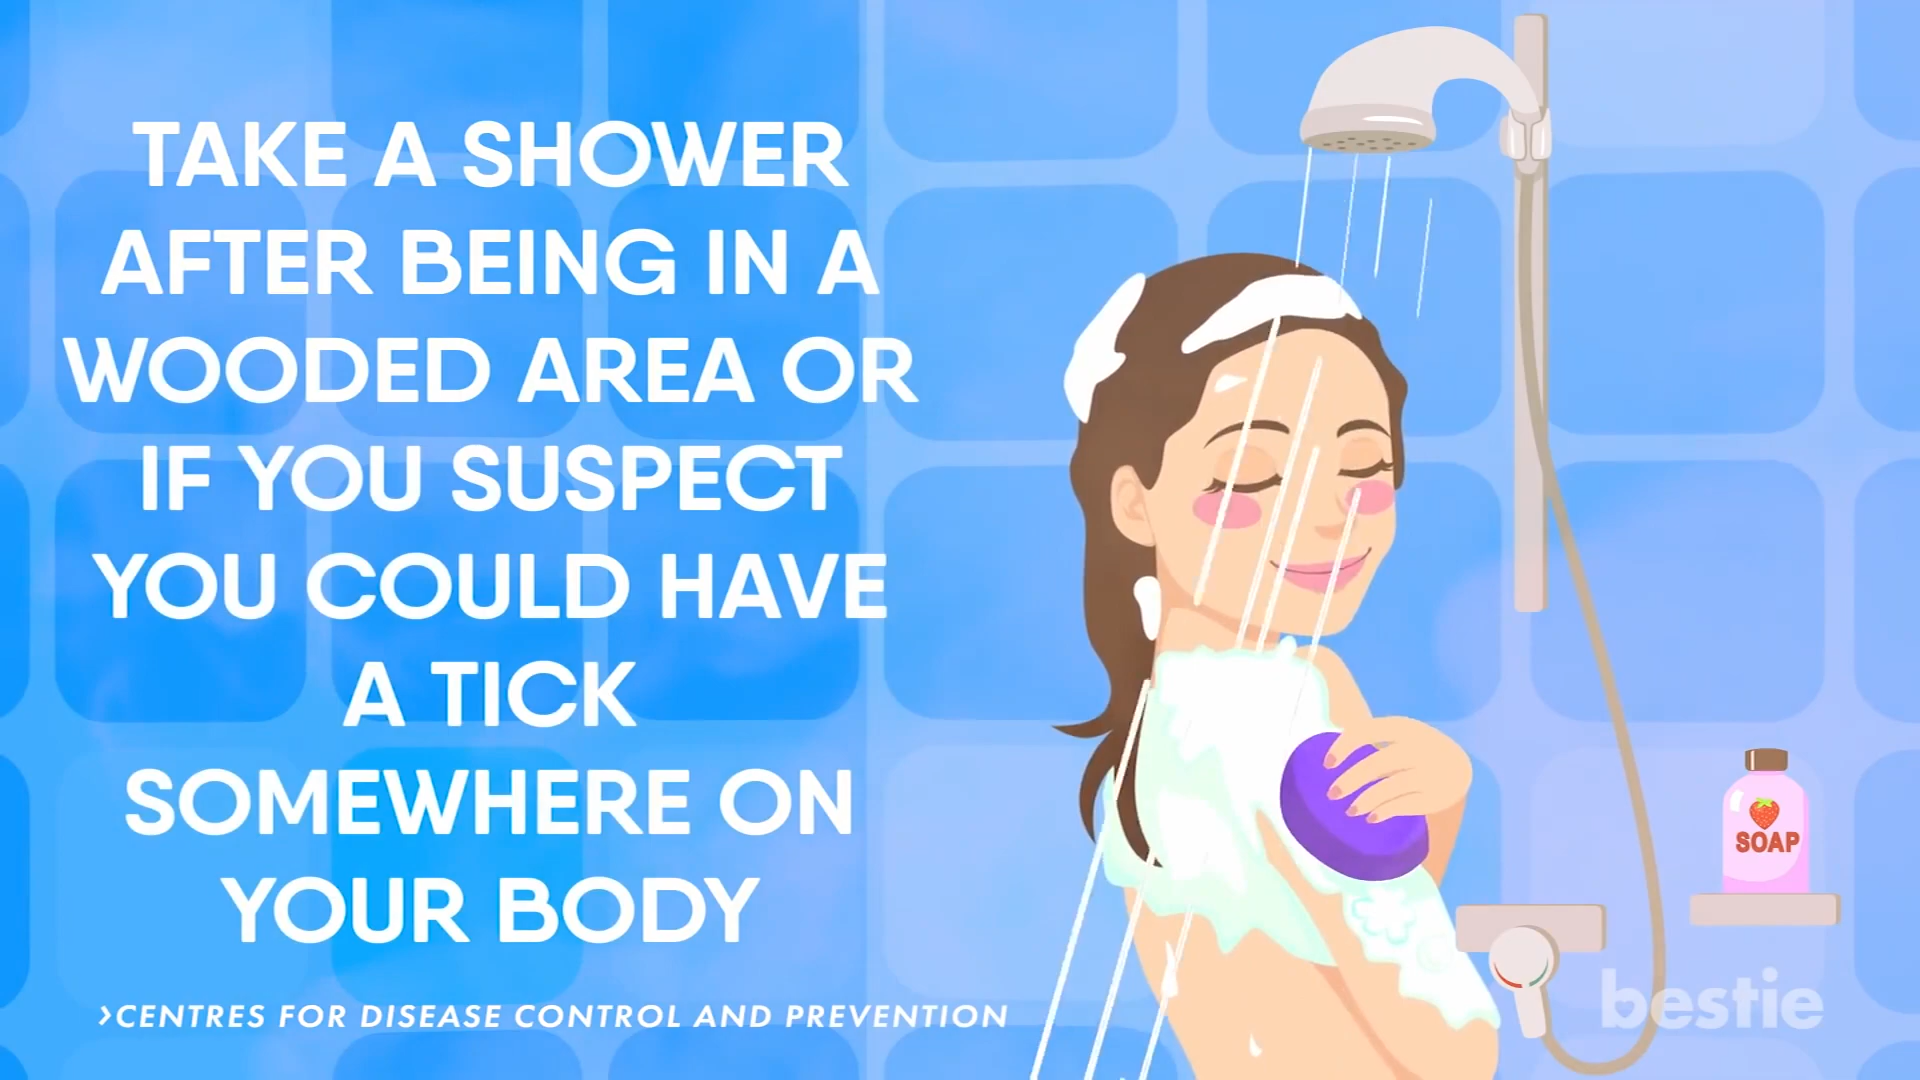 TAKE A SHOWER
AFTER BEING IN A
WOODED AREA OR
IF YOU SUSPECT
YOU COULD HAVE
A TICK
SOMEWHERE ON
YOUR BODY
›CENTRES FOR DISEASE CONTROL AND PREVENTION
SOAP
bestie